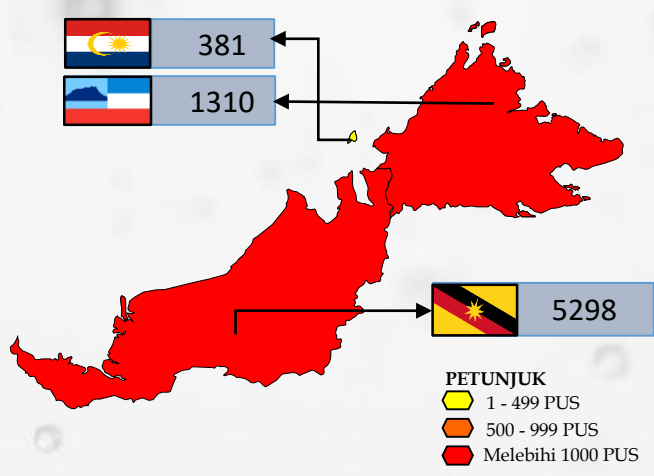 381
1310
5298
PETUNJUK
1 - 499 PUS
500 - 999 PUS
Melebihi 1000 PUS